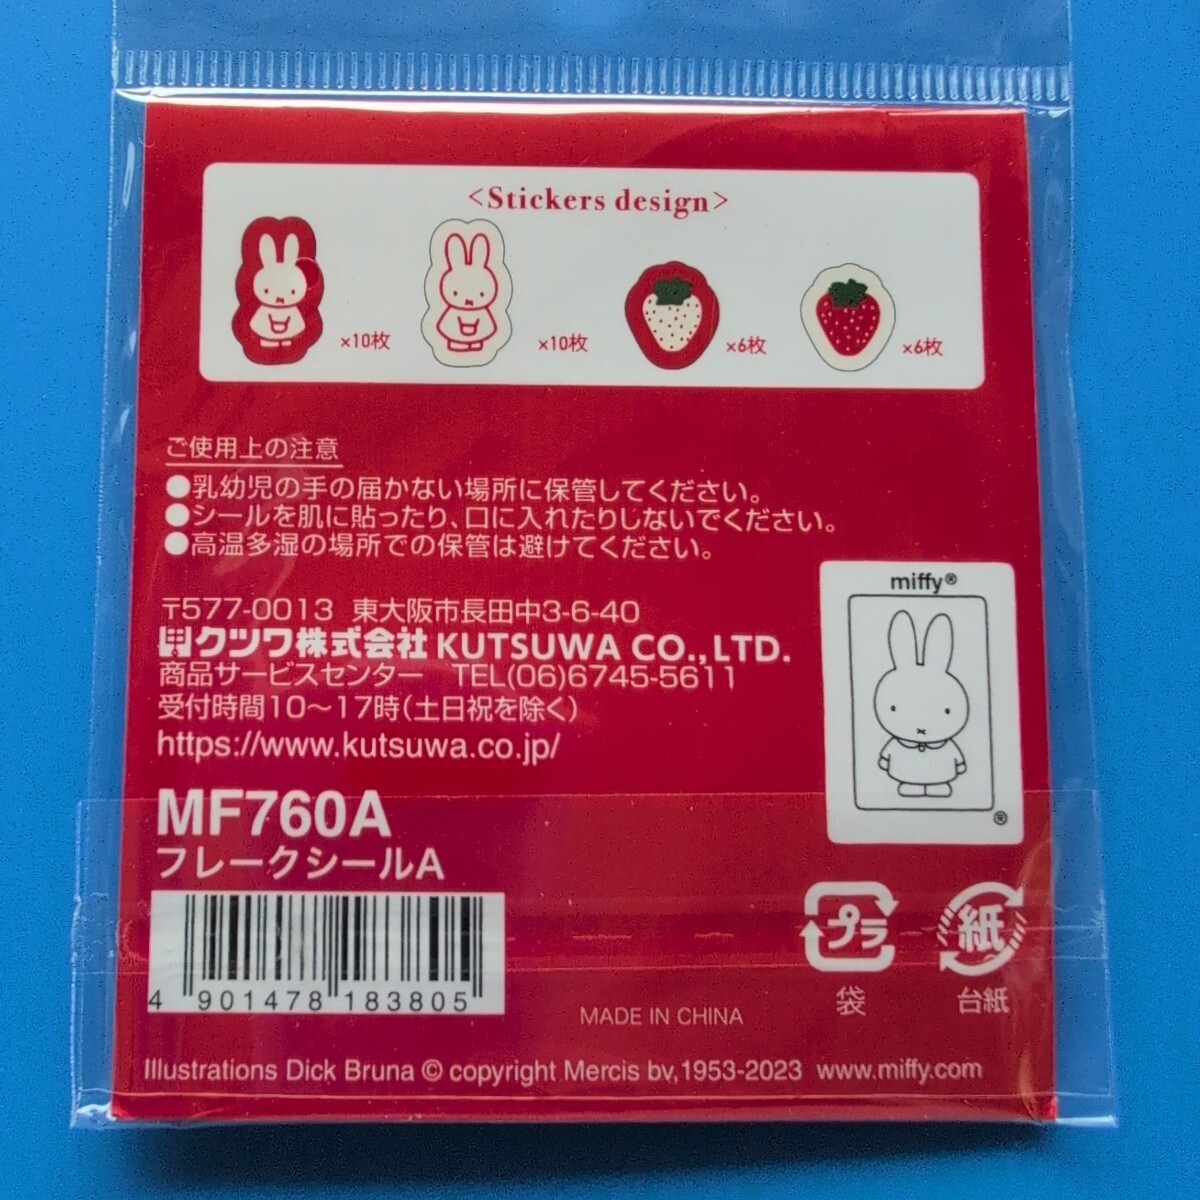 <Stickers design>
×10枚 ×10枚 ×6枚 ×6枚
ご使用上の注意
●乳幼児の手の届かない場所に保管してください。
●シールを肌に貼ったり、口に入れたりしないでください。
●高温多湿の場所での保管は避けてください。
miffy®
®
〒577-0013 東大阪市長田中3-6-40
クツワ株式会社 KUTSUWA CO.,LTD.
商品サービスセンター TEL(06)6745-5611
受付時間10〜17時(土日祝を除く)
https://www.kutsuwa.co.jp/
MF760A
フレークシールA
4 901478 183805
プラ
袋
紙
台紙
MADE IN CHINA
Illustrations Dick Bruna © copyright Mercis bv,1953-2023 www.miffy.com